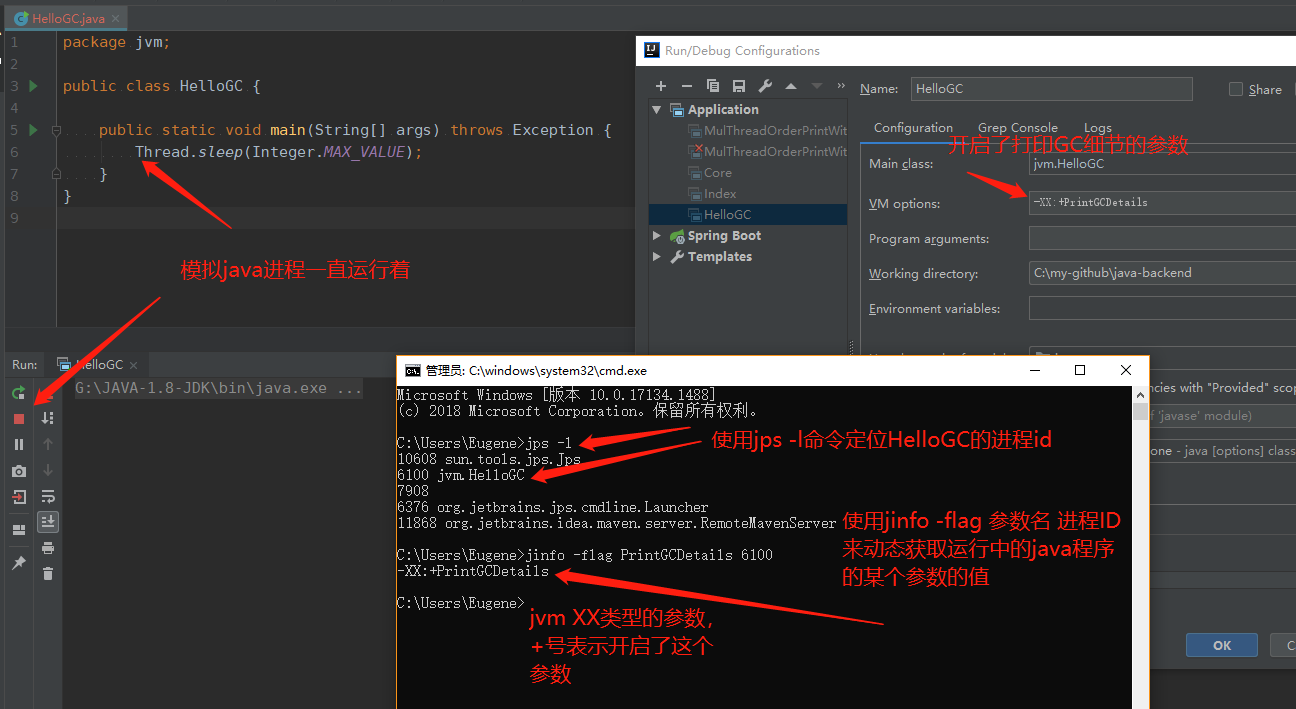 HelloGC.java
1 package jvm;
2
3 public class HelloGC {
4
5 public static void main(String[] args) throws Exception {
6 Thread.sleep(Integer.MAX_VALUE);
7 }
8 }
9
模拟java进程一直运行着
Run/Debug Configurations
Name: HelloGC
Share
Application
MulThreadOrderPrintWit
MulThreadOrderPrintWit
Core
Index
HelloGC
Spring Boot
Templates
Configuration Grep Console Logs
开启了打印GC细节的参数
Main class: jvm.HelloGC
VM options: -XX:+PrintGCDetails
Program arguments:
Working directory: C:\my-github\java-backend
Environment variables:
ncies with "Provided" scop
f 'javase' module)
one - java [options] class
OK
Run: HelloGC
G:\JAVA-1.8-JDK\bin\java.exe ...
管理员: C:\windows\system32\cmd.exe
Microsoft Windows [版本 10.0.17134.1488]
(c) 2018 Microsoft Corporation。保留所有权利。
C:\Users\Eugene>jps -l
使用jps -l命令定位HelloGC的进程id
10608 sun.tools.jps.Jps
6100 jvm.HelloGC
7908
6376 org.jetbrains.jps.cmdline.Launcher
11868 org.jetbrains.idea.maven.server.RemoteMavenServer
使用jinfo -flag 参数名 进程ID
来动态获取运行中的java程序
的某个参数的值
C:\Users\Eugene>jinfo -flag PrintGCDetails 6100
-XX:+PrintGCDetails
C:\Users\Eugene>
jvm XX类型的参数,
+号表示开启了这个
参数